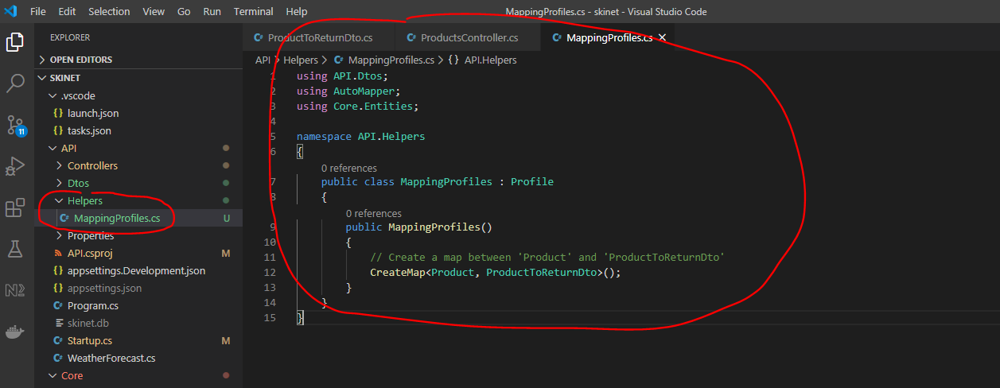 File Edit Selection View Go Run Terminal Help MappingProfiles.cs - skinet - Visual Studio Code
EXPLORER
OPEN EDITORS
SKINET
.vscode
{} launch.json
{} tasks.json
API
Controllers
Dtos
Helpers
C# MappingProfiles.cs U
Properties
API.csproj M
{} appsettings.Development.json
{} appsettings.json
C# Program.cs
skinet.db
C# Startup.cs M
C# WeatherForecast.cs
Core
11
C# ProductToReturnDto.cs C# ProductsController.cs C# MappingProfiles.cs
API > Helpers > C# MappingProfiles.cs > {} API.Helpers
1 using API.Dtos;
2 using AutoMapper;
3 using Core.Entities;
4
5 namespace API.Helpers
6 {
0 references
7 public class MappingProfiles : Profile
8 {
0 references
9 public MappingProfiles()
10 {
11 // Create a map between 'Product' and 'ProductToReturnDto'
12 CreateMap<Product, ProductToReturnDto>();
13 }
14 }
15 }